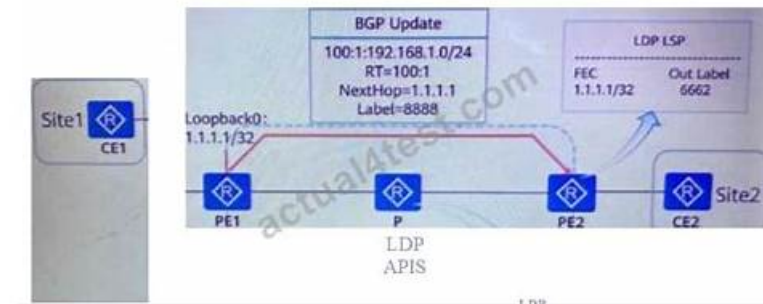 BGP Update
100:1:192.168.1.0/24
RT=100:1
NextHop=1.1.1.1
Label=8888
LDP LSP
FEC Out Label
1.1.1.1/32 6662
Site1
CE1
Loopback0:
1.1.1.1/32
PE1
P
PE2
CE2
Site2
actual4test.com
LDP
APIS